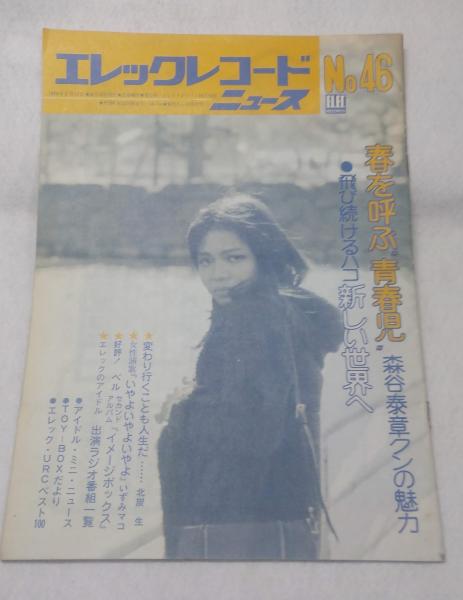 エレックレコード
ニュース
No46
春を呼ぶ"青春児" 森谷泰章クンの魅力
●飛び続けるハコ 新しい世界へ
★変わり行くことも人生だ…… 北炭 生
★女性演歌『いやよいやよいやよ』いずみマコ
★好評！ ベル セカンドアルバム『イメージボックス』
★エレックのアイドル 出演ラジオ番組一覧
●アイドル・ミニ・ニュース
●TOY－BOXだより
●エレック・URCベスト100